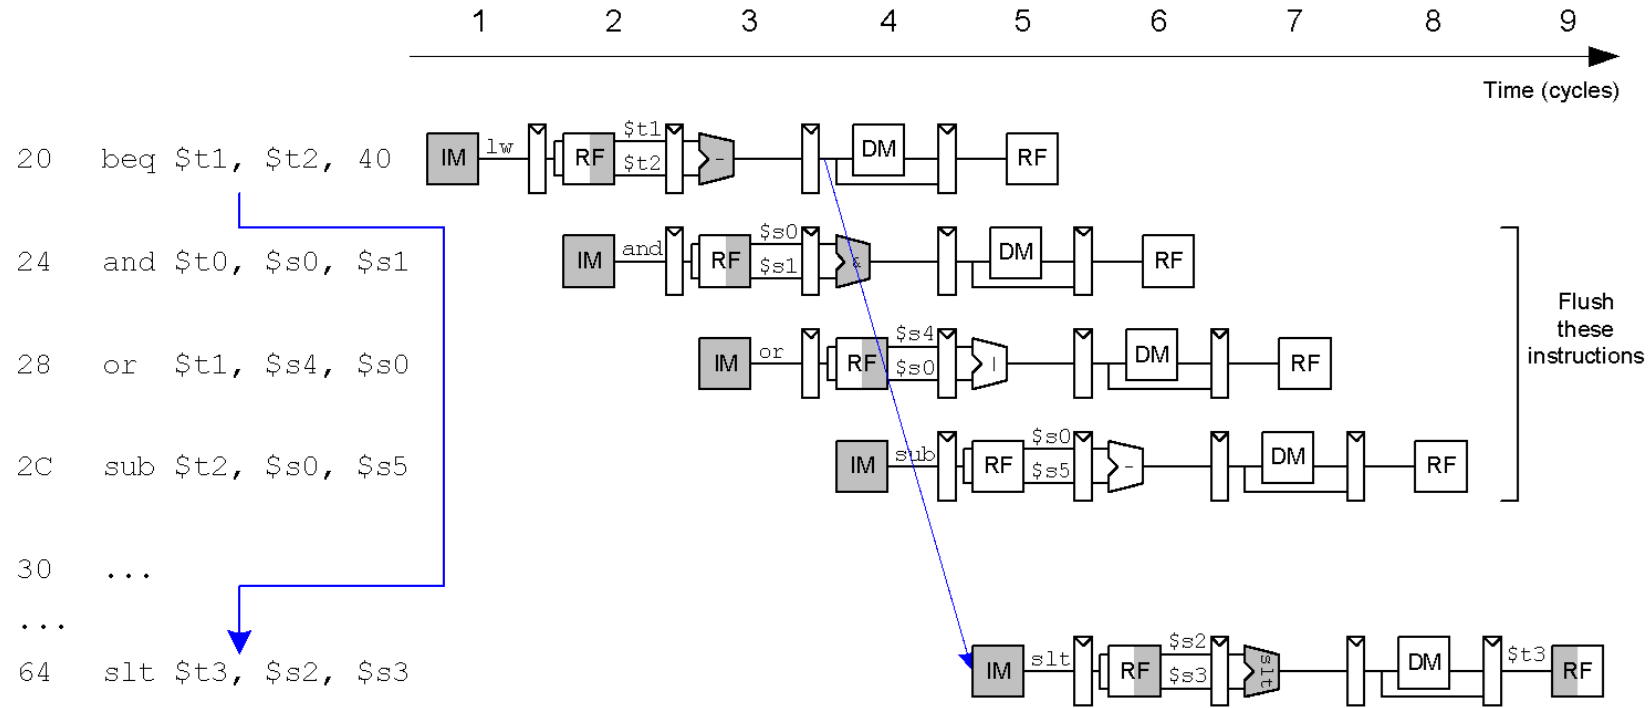 1 2 3 4 5 6 7 8 9
Time (cycles)
20 beq $t1, $t2, 40 IM lw RF $t1 $t2 - DM RF
24 and $t0, $s0, $s1 IM and RF $s0 $s1 & DM RF
28 or $t1, $s4, $s0 IM or RF $s4 $s0 | DM RF
2C sub $t2, $s0, $s5 IM sub RF $s0 $s5 - DM RF
Flush
these
instructions
30 ...
...
64 slt $t3, $s2, $s3 IM slt RF $s2 $s3 slt DM $t3 RF